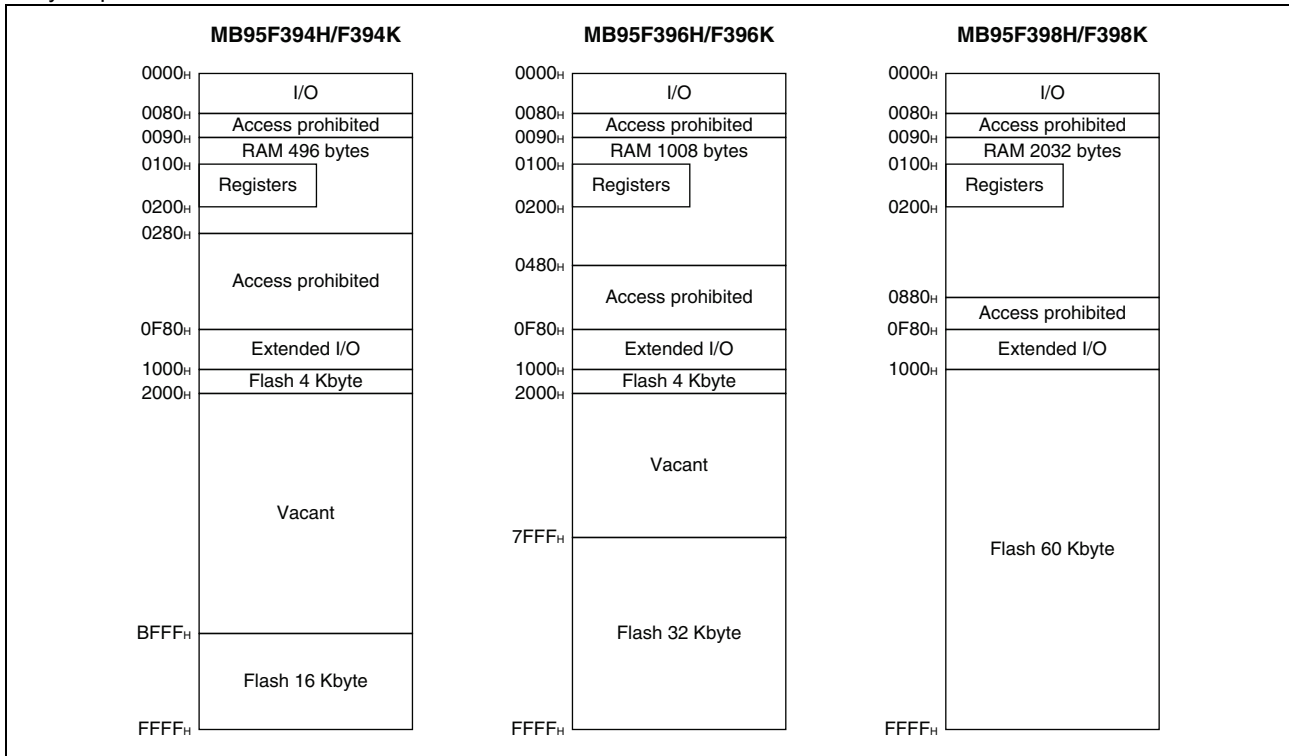 MB95F394H/F394K
0000H
I/O
0080H
Access prohibited
0090H
RAM 496 bytes
0100H
Registers
0200H
0280H
Access prohibited
0F80H
Extended I/O
1000H
Flash 4 Kbyte
2000H
Vacant
BFFFH
Flash 16 Kbyte
FFFFH
MB95F396H/F396K
0000H
I/O
0080H
Access prohibited
0090H
RAM 1008 bytes
0100H
Registers
0200H
0480H
Access prohibited
0F80H
Extended I/O
1000H
Flash 4 Kbyte
2000H
Vacant
7FFFH
Flash 32 Kbyte
FFFFH
MB95F398H/F398K
0000H
I/O
0080H
Access prohibited
0090H
RAM 2032 bytes
0100H
Registers
0200H
0880H
Access prohibited
0F80H
Extended I/O
1000H
Flash 60 Kbyte
FFFFH